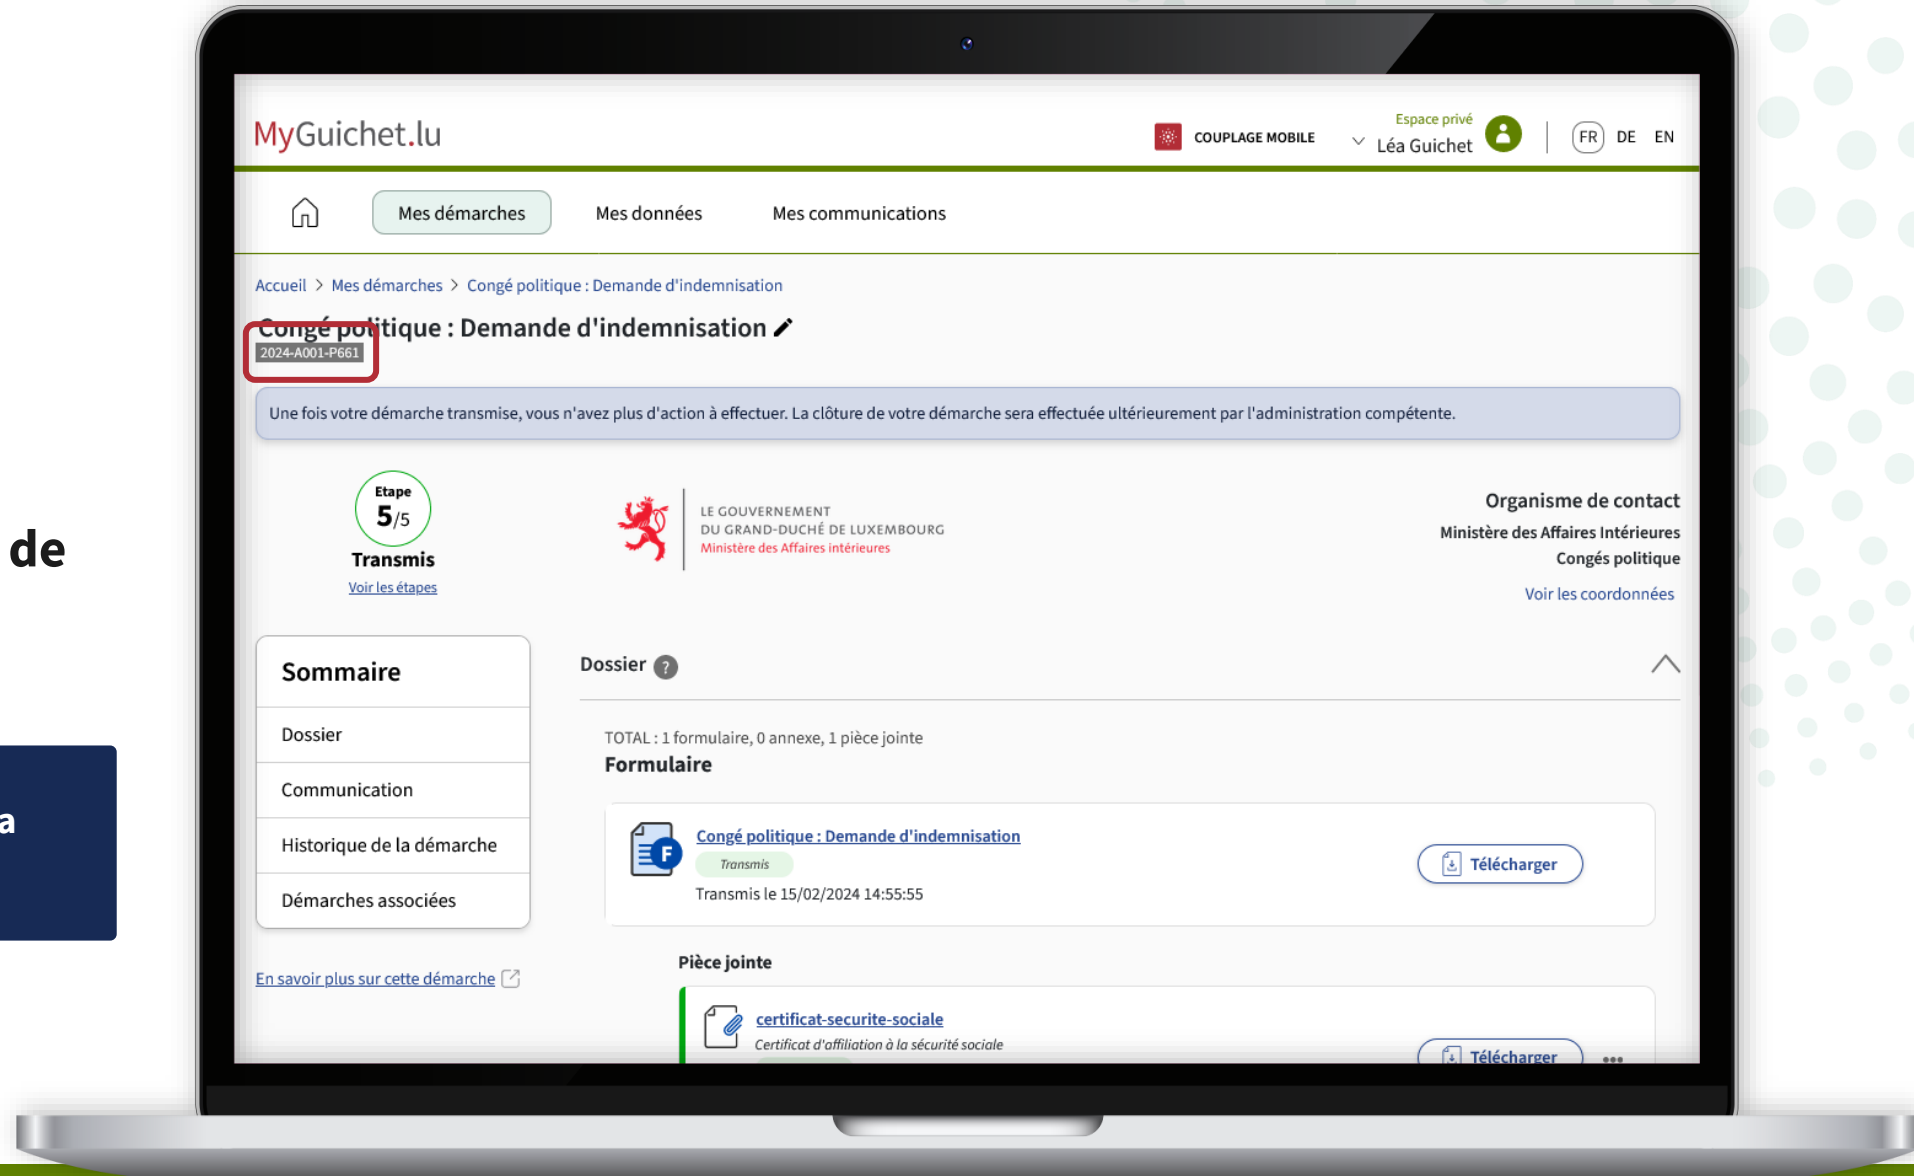 MyGuichet.lu
COUPLAGE MOBILE
Espace privé
Léa Guichet
FR DE EN
Mes démarches Mes données Mes communications
Accueil > Mes démarches > Congé politique : Demande d'indemnisation
Congé politique : Demande d'indemnisation
2024-A001-P661
Une fois votre démarche transmise, vous n'avez plus d'action à effectuer. La clôture de votre démarche sera effectuée ultérieurement par l'administration compétente.
Etape
5/5
Transmis
Voir les étapes
LE GOUVERNEMENT
DU GRAND-DUCHÉ DE LUXEMBOURG
Ministère des Affaires intérieures
Organisme de contact
Ministère des Affaires Intérieures
Congés politique
Voir les coordonnées
de
a
Sommaire
Dossier
Communication
Historique de la démarche
Démarches associées
En savoir plus sur cette démarche
Dossier ?
TOTAL : 1 formulaire, 0 annexe, 1 pièce jointe
Formulaire
F
Congé politique : Demande d'indemnisation
Transmis
Transmis le 15/02/2024 14:55:55
Télécharger
Pièce jointe
certificat-securite-sociale
Certificat d'affiliation à la sécurité sociale
Télécharger